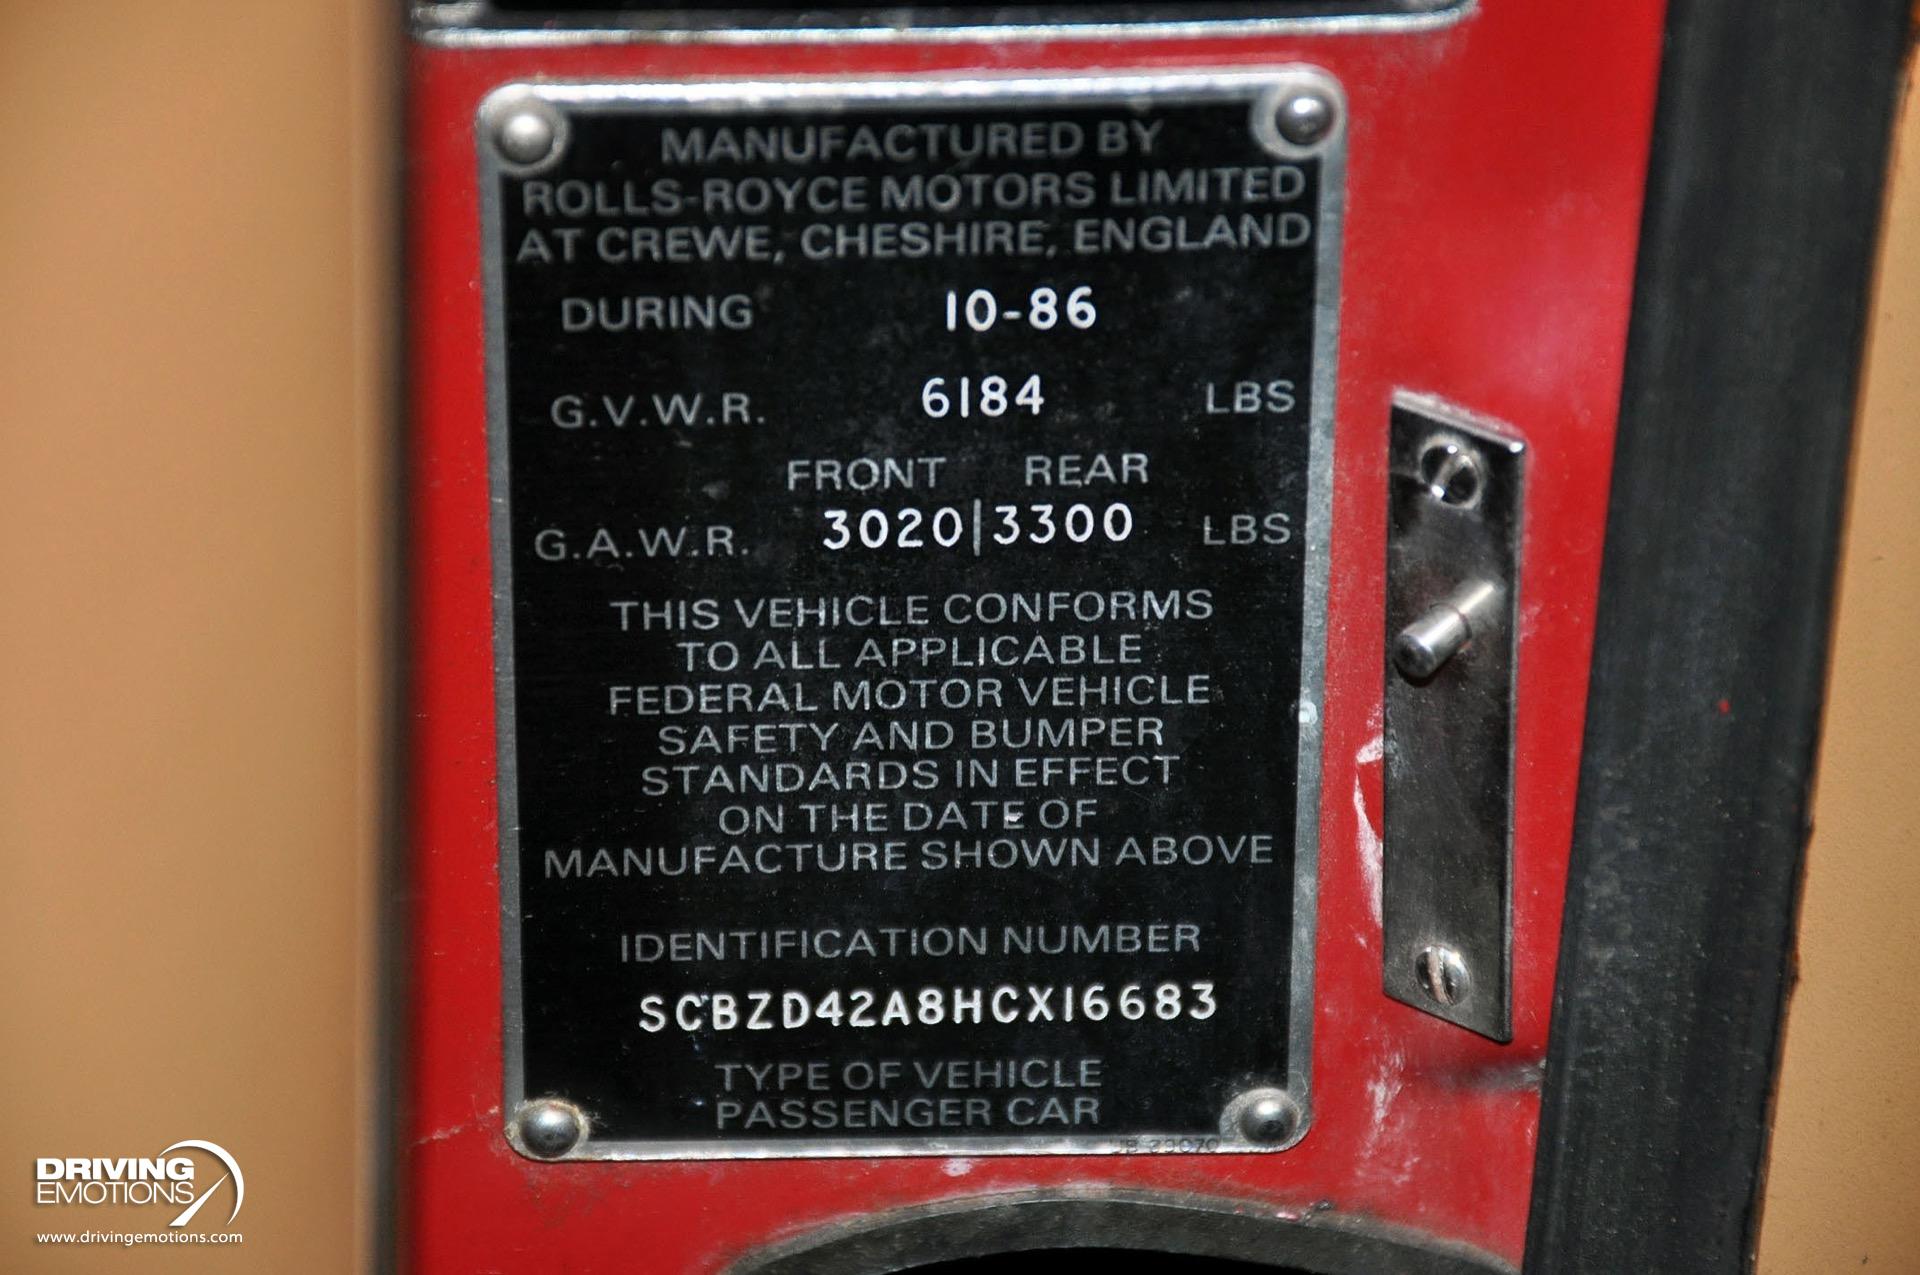 MANUFACTURED BY
ROLLS-ROYCE MOTORS LIMITED
AT CREWE, CHESHIRE, ENGLAND
DURING 10-86
G.V.W.R. 6184 LBS
FRONT REAR
G.A.W.R. 3020|3300 LBS
THIS VEHICLE CONFORMS
TO ALL APPLICABLE
FEDERAL MOTOR VEHICLE
SAFETY AND BUMPER
STANDARDS IN EFFECT
ON THE DATE OF
MANUFACTURE SHOWN ABOVE
IDENTIFICATION NUMBER
SCBZD42A8HCX16683
TYPE OF VEHICLE
PASSENGER CAR
DRIVING
EMOTIONS
www.drivingemotions.com